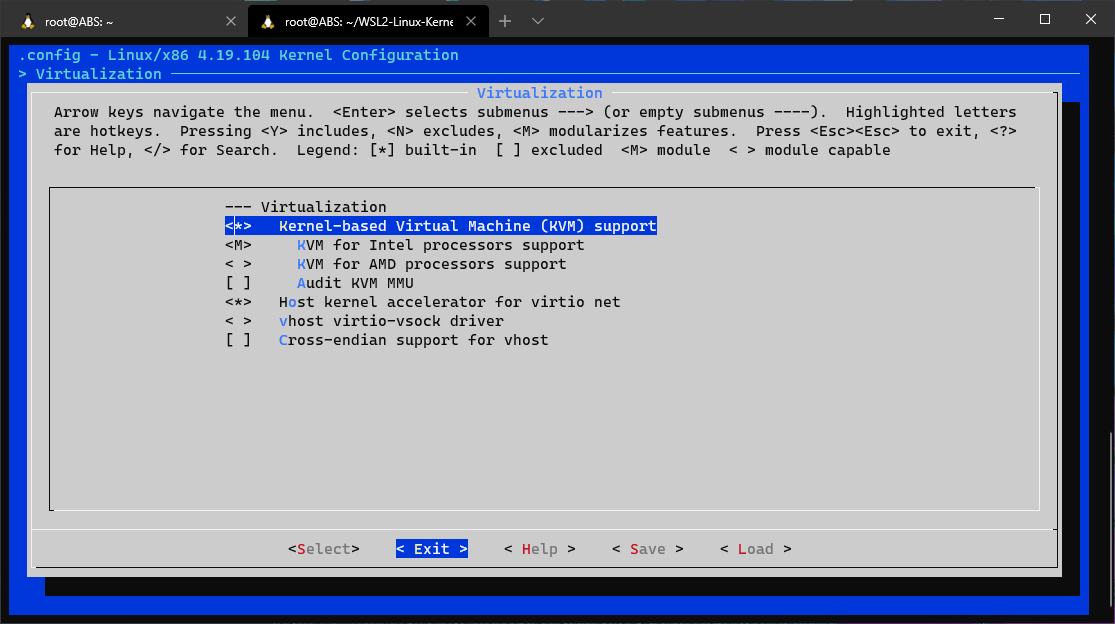 root@ABS: ~
root@ABS: ~/WSL2-Linux-Kerne
.config - Linux/x86 4.19.104 Kernel Configuration
> Virtualization
Virtualization
Arrow keys navigate the menu.  <Enter> selects submenus ---> (or empty submenus ----).  Highlighted letters
are hotkeys.  Pressing <Y> includes, <N> excludes, <M> modularizes features.  Press <Esc><Esc> to exit, <?>
for Help, </> for Search.  Legend: [*] built-in  [ ] excluded  <M> module  < > module capable
--- Virtualization
<*>   Kernel-based Virtual Machine (KVM) support
<M>     KVM for Intel processors support
< >     KVM for AMD processors support
[ ]     Audit KVM MMU
<*>   Host kernel accelerator for virtio net
< >   vhost virtio-vsock driver
[ ]   Cross-endian support for vhost
<Select>    < Exit >    < Help >    < Save >    < Load >